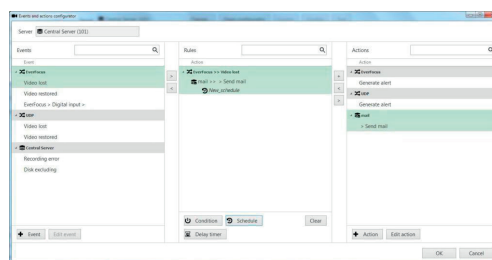 Events and actions configurator
Server Central Server (101)
Events
Event
EverFocus
Video lost
Video restored
EverFocus > Digital input >
UDP
Video lost
Video restored
Central Server
Recording error
Disk excluding
+ Event Edit event
Rules
Action
EverFocus >> Video lost
mail >> > Send mail
New_schedule
Condition Schedule Clear
Delay timer
Actions
Action
EverFocus
Generate alert
UDP
Generate alert
mail
> Send mail
+ Action Edit action
OK Cancel